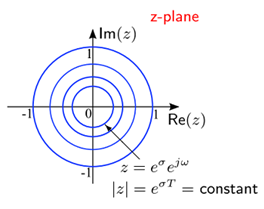 z-plane
Im(z)
1
-1 0 1 Re(z)
-1
z = e^σ e^{jω}
|z| = e^{σT} = constant